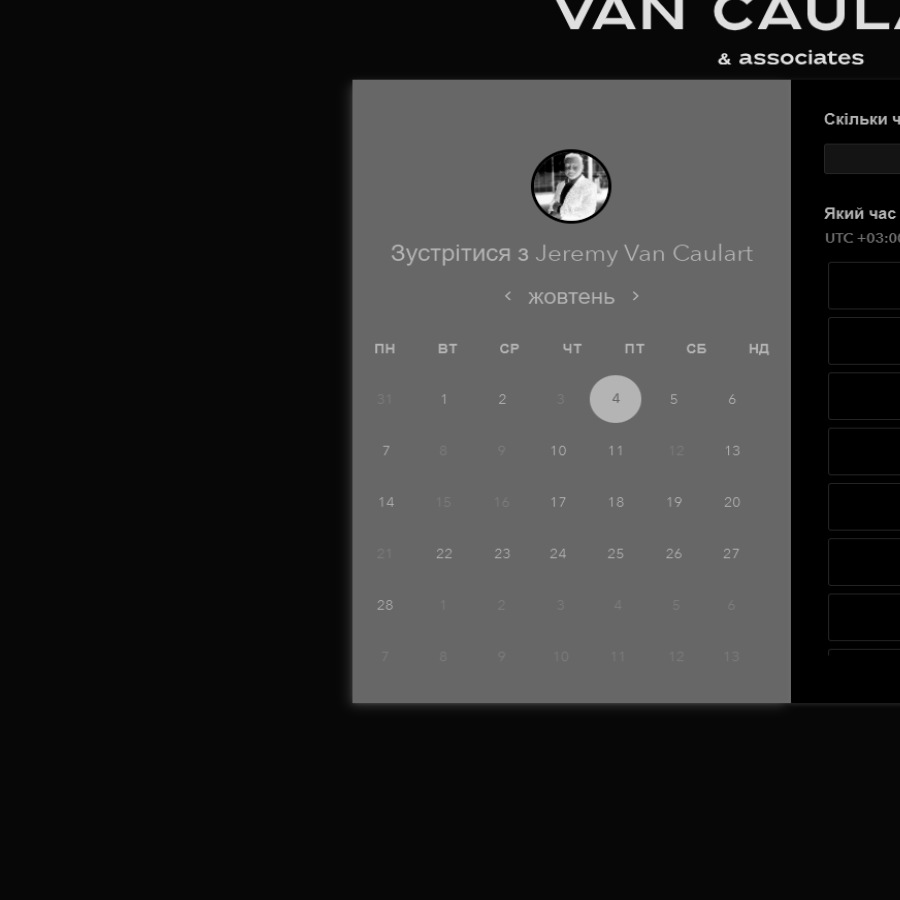 VAN CAULA
& associates
Зустрітися з Jeremy Van Caulart
< жовтень >
ПН ВТ СР ЧТ ПТ СБ НД
31 1 2 3 4 5 6
7 8 9 10 11 12 13
14 15 16 17 18 19 20
21 22 23 24 25 26 27
28 1 2 3 4 5 6
7 8 9 10 11 12 13
Скільки ч
Який час
UTC +03:00